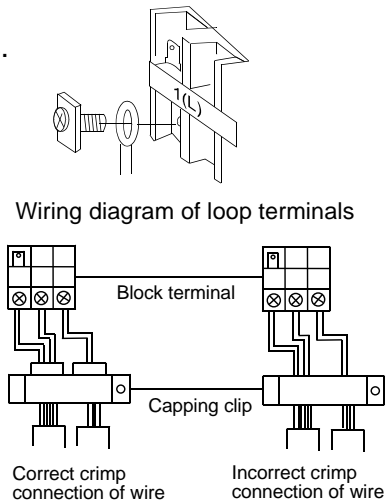 .
1(L)
Wiring diagram of loop terminals
Block terminal
Capping clip
Correct crimp
connection of wire
Incorrect crimp
connection of wire